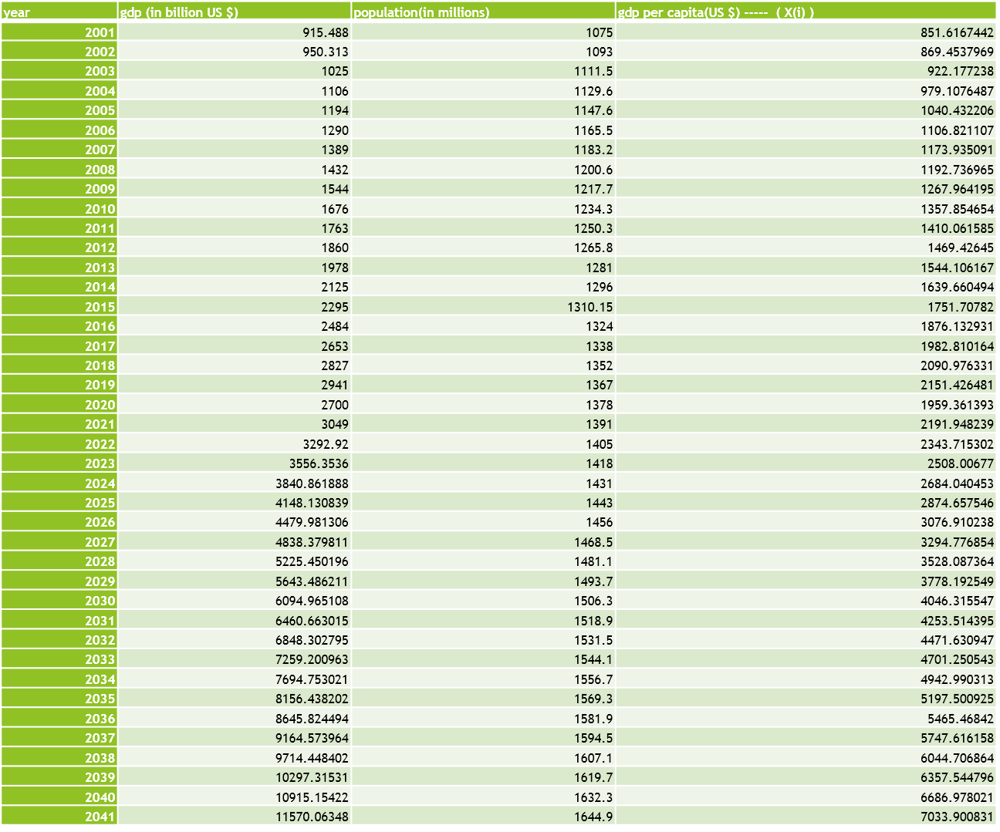 year gdp (in billion US $) population(in millions) gdp per capita(US $) ----- ( X(i) )
2001 915.488 1075 851.6167442
2002 950.313 1093 869.4537969
2003 1025 1111.5 922.177238
2004 1106 1129.6 979.1076487
2005 1194 1147.6 1040.432206
2006 1290 1165.5 1106.821107
2007 1389 1183.2 1173.935091
2008 1432 1200.6 1192.736965
2009 1544 1217.7 1267.964195
2010 1676 1234.3 1357.854654
2011 1763 1250.3 1410.061585
2012 1860 1265.8 1469.42645
2013 1978 1281 1544.106167
2014 2125 1296 1639.660494
2015 2295 1310.15 1751.70782
2016 2484 1324 1876.132931
2017 2653 1338 1982.810164
2018 2827 1352 2090.976331
2019 2941 1367 2151.426481
2020 2700 1378 1959.361393
2021 3049 1391 2191.948239
2022 3292.92 1405 2343.715302
2023 3556.3536 1418 2508.00677
2024 3840.861888 1431 2684.040453
2025 4148.130839 1443 2874.657546
2026 4479.981306 1456 3076.910238
2027 4838.379811 1468.5 3294.776854
2028 5225.450196 1481.1 3528.087364
2029 5643.486211 1493.7 3778.192549
2030 6094.965108 1506.3 4046.315547
2031 6460.663015 1518.9 4253.514395
2032 6848.302795 1531.5 4471.630947
2033 7259.200963 1544.1 4701.250543
2034 7694.753021 1556.7 4942.990313
2035 8156.438202 1569.3 5197.500925
2036 8645.824494 1581.9 5465.46842
2037 9164.573964 1594.5 5747.616158
2038 9714.448402 1607.1 6044.706864
2039 10297.31531 1619.7 6357.544796
2040 10915.15422 1632.3 6686.978021
2041 11570.06348 1644.9 7033.900831